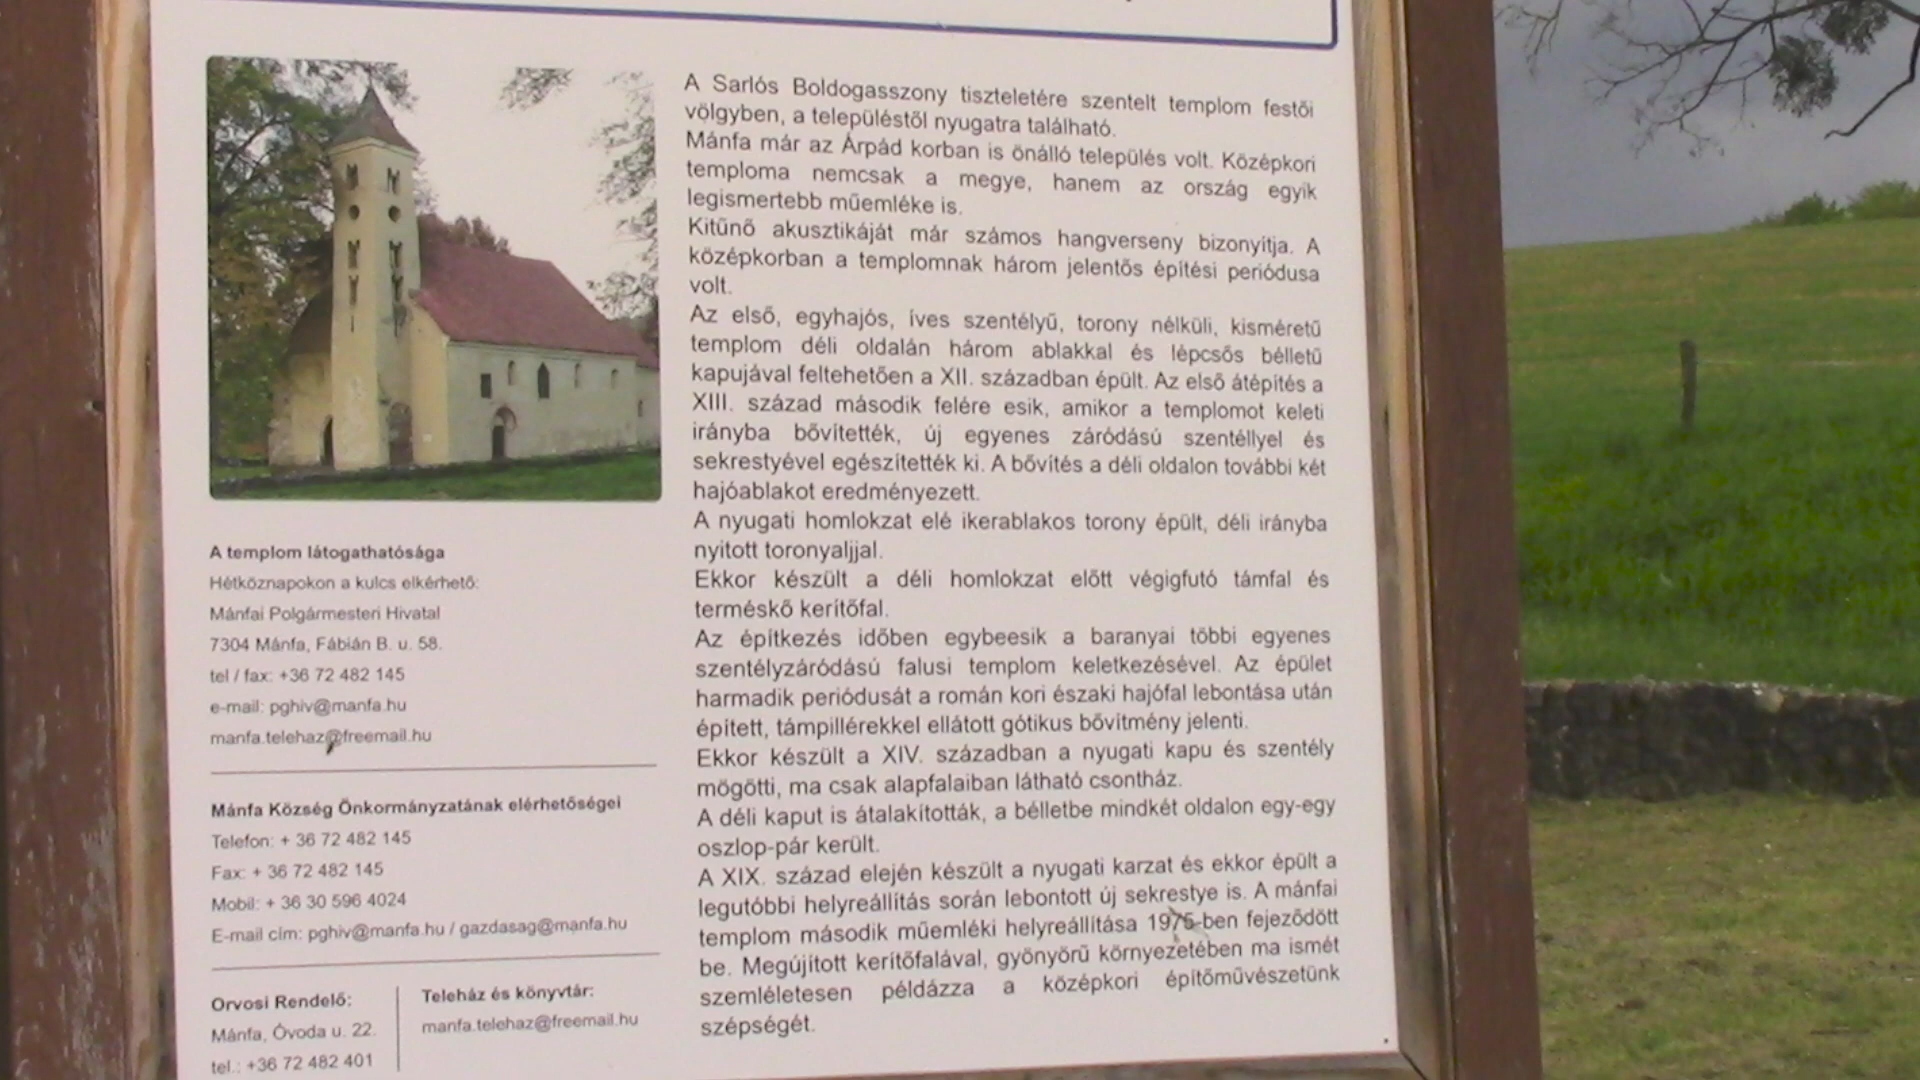 A Sarlós Boldogasszony tiszteletére szentelt templom festői
völgyben, a településtől nyugatra található.
Mánfa már az Árpád korban is önálló település volt. Középkori
temploma nemcsak a megye, hanem az ország egyik
legismertebb műemléke is.
Kitűnő akusztikáját már számos hangverseny bizonyítja. A
középkorban a templomnak három jelentős építési periódusa
volt.
Az első, egyhajós, íves szentélyű, torony nélküli, kisméretű
templom déli oldalán három ablakkal és lépcsős bélletű
kapujával feltehetően a XII. században épült. Az első átépítés a
XIII. század második felére esik, amikor a templomot keleti
irányba bővítették, új egyenes záródású szentéllyel és
sekrestyével egészítették ki. A bővítés a déli oldalon további két
hajóablakot eredményezett.
A nyugati homlokzat elé ikerablakos torony épült, déli irányba
nyitott toronyaljjal.
Ekkor készült a déli homlokzat előtt végigfutó támfal és
terméskő kerítőfal.
Az építkezés időben egybeesik a baranyai többi egyenes
szentélyzáródású falusi templom keletkezésével. Az épület
harmadik periódusát a román kori északi hajófal lebontása után
épített, támpillérekkel ellátott gótikus bővítmény jelenti.
Ekkor készült a XIV. században a nyugati kapu és szentély
mögötti, ma csak alapfalaiban látható csontház.
A déli kaput is átalakították, a bélletbe mindkét oldalon egy-egy
oszlop-pár került.
A XIX. század elején készült a nyugati karzat és ekkor épült a
legutóbbi helyreállítás során lebontott új sekrestye is. A mánfai
templom második műemléki helyreállítása 1975-ben fejeződött
be. Megújított kerítőfalával, gyönyörű környezetében ma ismét
szemléletesen példázza a középkori építőművészetünk
szépségét.
A templom látogathatósága
Hétköznapokon a kulcs elkérhető:
Mánfai Polgármesteri Hivatal
7304 Mánfa, Fábián B. u. 58.
tel / fax: +36 72 482 145
e-mail: pghiv@manfa.hu
manfa.telehaz@freemail.hu
Mánfa Község Önkormányzatának elérhetőségei
Telefon: + 36 72 482 145
Fax: + 36 72 482 145
Mobil: + 36 30 596 4024
E-mail cím: pghiv@manfa.hu / gazdasag@manfa.hu
Orvosi Rendelő:
Mánfa, Óvoda u. 22.
tel.: +36 72 482 401
Teleház és könyvtár:
manfa.telehaz@freemail.hu